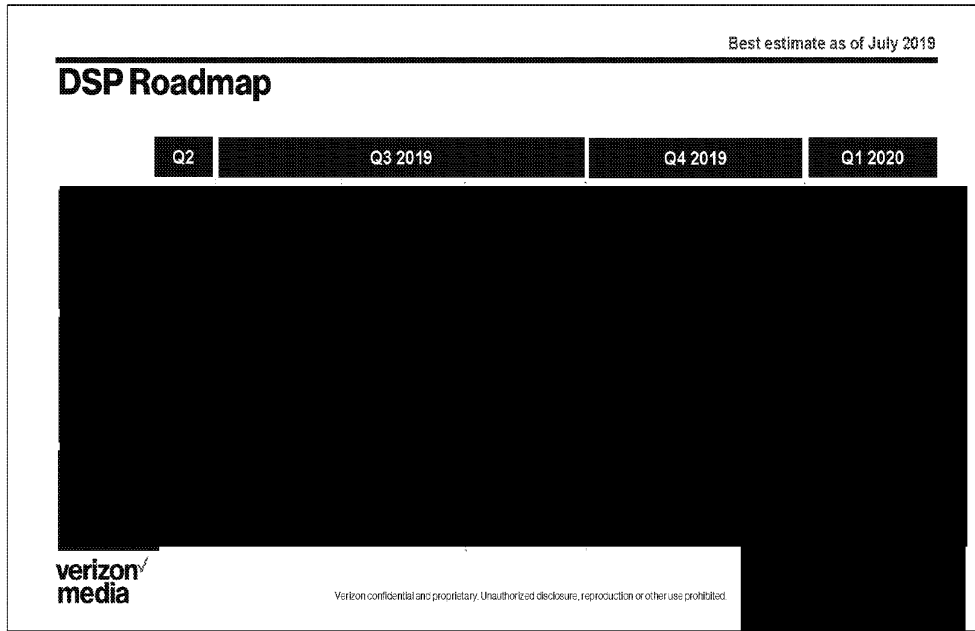 Best estimate as of July 2019
DSP Roadmap
Q2 Q3 2019 Q4 2019 Q1 2020
verizon✓
media
Verizon confidential and proprietary. Unauthorized disclosure, reproduction or other use prohibited.